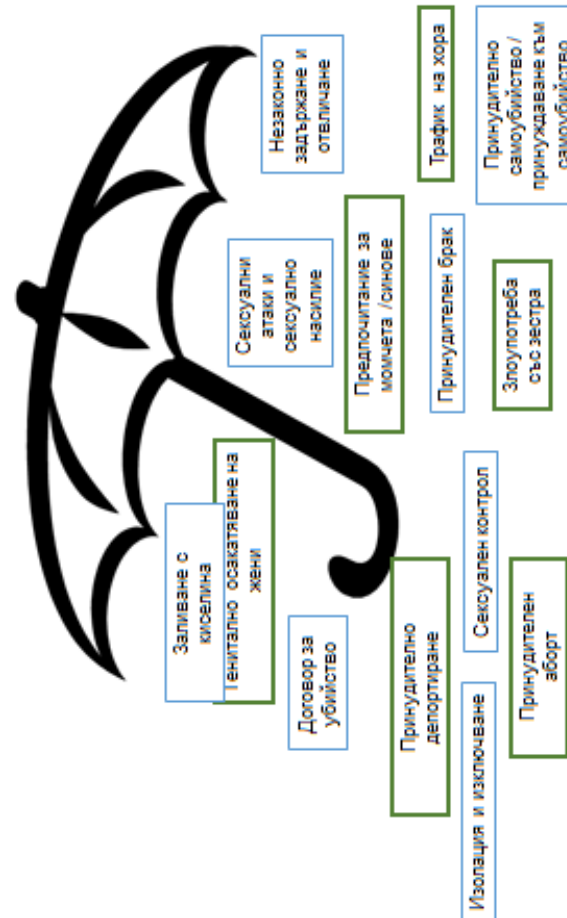 Заливане с
киселина
Генитално осакатяване на
жени
Сексуални
атаки и
сексуално
насилие
Незаконно
задържане и
отвличане
Договор за
убийство
Предпочитание за
момчета /синове
Принудително
депортиране
Трафик на хора
Принудителен брак
Изолация и изключване
Сексуален контрол
Принудително
самоубийство /
принуждаване към
самоубийство
Злоупотреба
със зестра
Принудителен
аборт